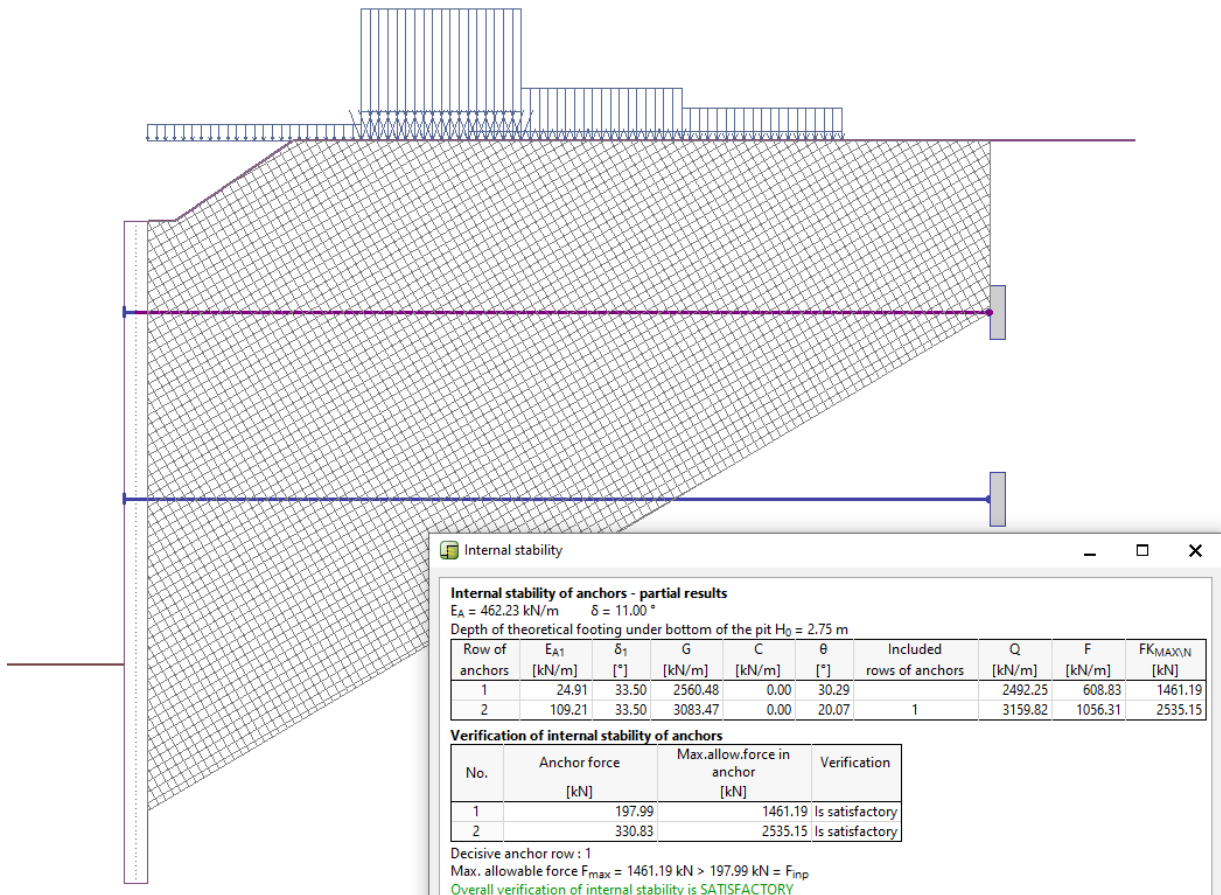 Internal stability
Internal stability of anchors - partial results
EA = 462.23 kN/m δ = 11.00 °
Depth of theoretical footing under bottom of the pit H0 = 2.75 m
Row of anchors EA1 [kN/m] δ1 [°] G [kN/m] C [kN/m] θ [°] Included rows of anchors Q [kN/m] F [kN/m] FKMAX\N [kN]
1 24.91 33.50 2560.48 0.00 30.29 2492.25 608.83 1461.19
2 109.21 33.50 3083.47 0.00 20.07 1 3159.82 1056.31 2535.15
Verification of internal stability of anchors
No. Anchor force [kN] Max.allow.force in anchor [kN] Verification
1 197.99 1461.19 Is satisfactory
2 330.83 2535.15 Is satisfactory
Decisive anchor row : 1
Max. allowable force Fmax = 1461.19 kN > 197.99 kN = Finp
Overall verification of internal stability is SATISFACTORY